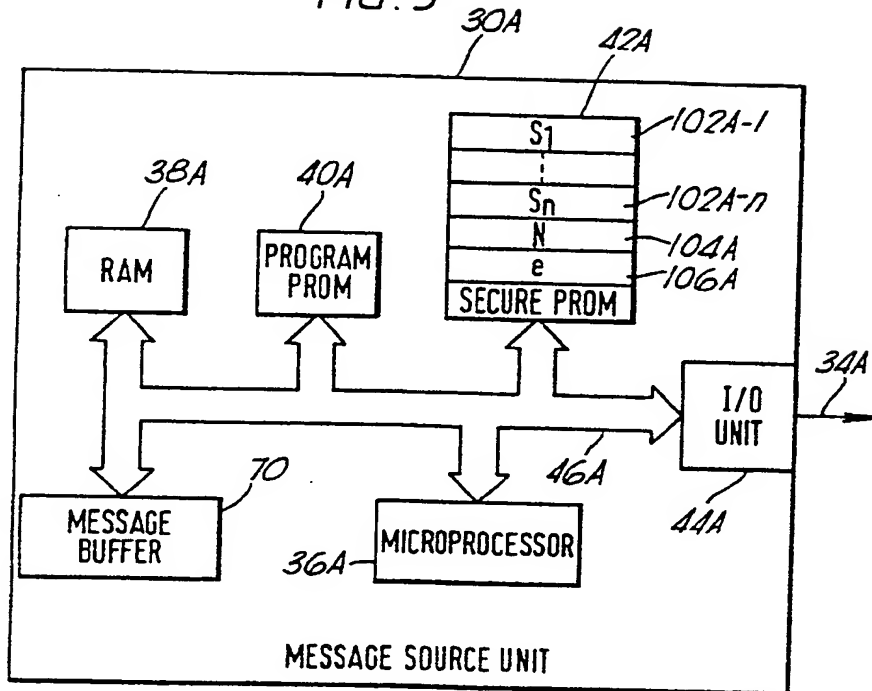 30A
42A
S1
102A-1
Sn
102A-n
N
104A
e
106A
SECURE PROM
38A
RAM
40A
PROGRAM
PROM
34A
I/O
UNIT
44A
46A
70
MESSAGE
BUFFER
36A
MICROPROCESSOR
MESSAGE SOURCE UNIT